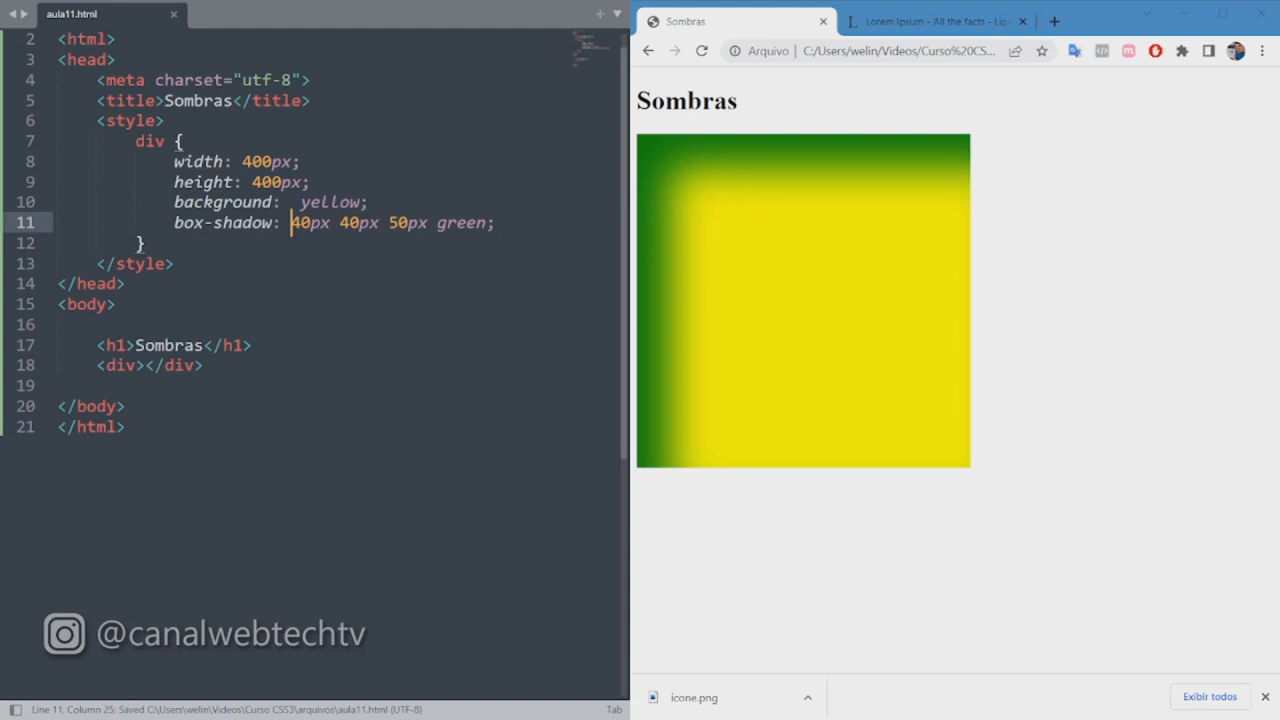 aula11.html
2 <html>
3 <head>
4 <meta charset="utf-8">
5 <title>Sombras</title>
6 <style>
7 div {
8 width: 400px;
9 height: 400px;
10 background:  yellow;
11 box-shadow: 40px 40px 50px green;
12 }
13 </style>
14 </head>
15 <body>
16
17 <h1>Sombras</h1>
18 <div></div>
19
20 </body>
21 </html>
@canalwebtechtv
Line 11, Column 25; Saved C:\Users\welin\Videos\Curso CSS3\arquivos\aula11.html (UTF-8)
Tab
Sombras
Lorem Ipsum - All the facts - Lip
Arquivo
C:/Users/welin/Videos/Curso%20CS...
Sombras
icone.png
Exibir todos